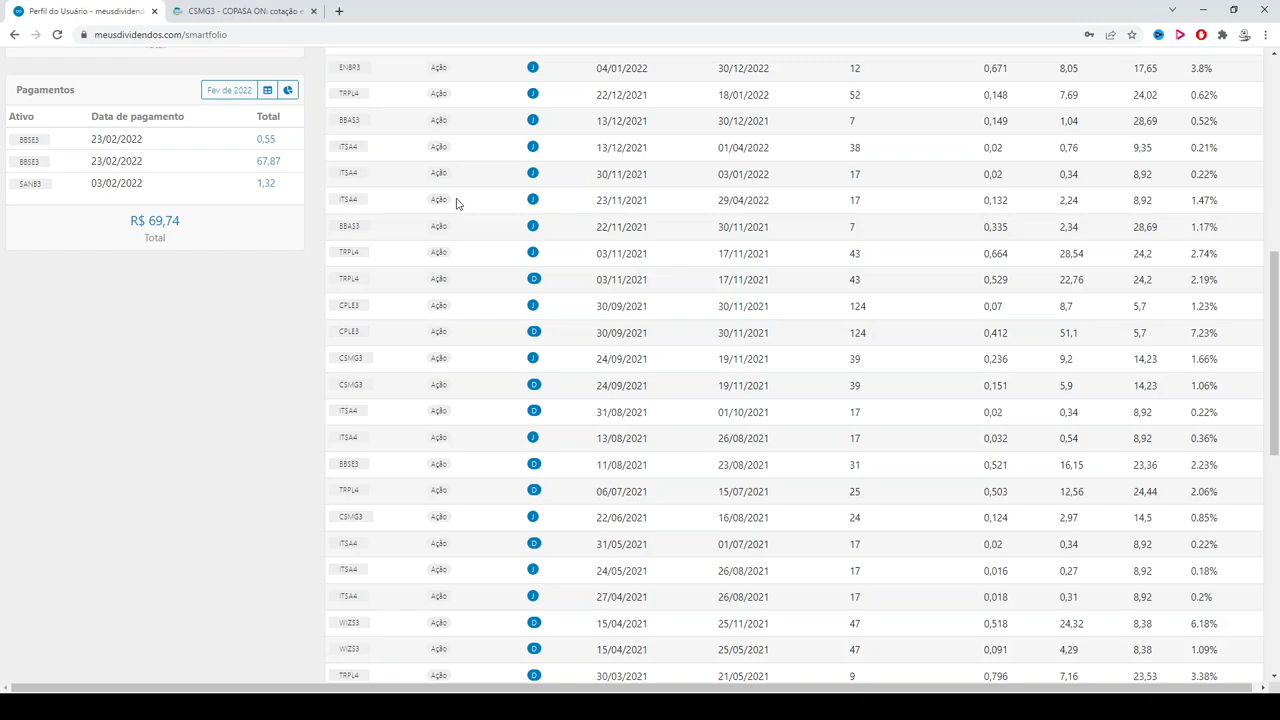 Perfil do Usuário - meusdividendos
CSMG3 - COPASA ON: cotação e
meusdividendos.com/smartfolio
Total
Pagamentos
Fev de 2022
Ativo Data de pagamento Total
BBSE3 23/02/2022 0,55
BBSE3 23/02/2022 67,87
SANB3 03/02/2022 1,32
R$ 69,74
Total
ENBR3 Ação J 04/01/2022 30/12/2022 12 0,671 8,05 17,65 3.8%
TRPL4 Ação J 22/12/2021 18/01/2022 52 0,148 7,69 24,02 0.62%
BBAS3 Ação J 13/12/2021 30/12/2021 7 0,149 1,04 28,69 0.52%
ITSA4 Ação J 13/12/2021 01/04/2022 38 0,02 0,76 9,35 0.21%
ITSA4 Ação J 30/11/2021 03/01/2022 17 0,02 0,34 8,92 0.22%
ITSA4 Ação J 23/11/2021 29/04/2022 17 0,132 2,24 8,92 1.47%
BBAS3 Ação J 22/11/2021 30/11/2021 7 0,335 2,34 28,69 1.17%
TRPL4 Ação J 03/11/2021 17/11/2021 43 0,664 28,54 24,2 2.74%
TRPL4 Ação D 03/11/2021 17/11/2021 43 0,529 22,76 24,2 2.19%
CPLE3 Ação J 30/09/2021 30/11/2021 124 0,07 8,7 5,7 1.23%
CPLE3 Ação D 30/09/2021 30/11/2021 124 0,412 51,1 5,7 7.23%
CSMG3 Ação J 24/09/2021 19/11/2021 39 0,236 9,2 14,23 1.66%
CSMG3 Ação D 24/09/2021 19/11/2021 39 0,151 5,9 14,23 1.06%
ITSA4 Ação D 31/08/2021 01/10/2021 17 0,02 0,34 8,92 0.22%
ITSA4 Ação J 13/08/2021 26/08/2021 17 0,032 0,54 8,92 0.36%
BBSE3 Ação D 11/08/2021 23/08/2021 31 0,521 16,15 23,36 2.23%
TRPL4 Ação D 06/07/2021 15/07/2021 25 0,503 12,56 24,44 2.06%
CSMG3 Ação J 22/06/2021 16/08/2021 24 0,124 2,97 14,5 0.85%
ITSA4 Ação D 31/05/2021 01/07/2021 17 0,02 0,34 8,92 0.22%
ITSA4 Ação J 24/05/2021 26/08/2021 17 0,016 0,27 8,92 0.18%
ITSA4 Ação J 27/04/2021 26/08/2021 17 0,018 0,31 8,92 0.2%
WIZS3 Ação D 15/04/2021 25/11/2021 47 0,518 24,32 8,38 6.18%
WIZS3 Ação D 15/04/2021 25/05/2021 47 0,091 4,29 8,38 1.09%
TRPL4 Ação D 30/03/2021 21/05/2021 9 0,796 7,16 23,53 3.38%